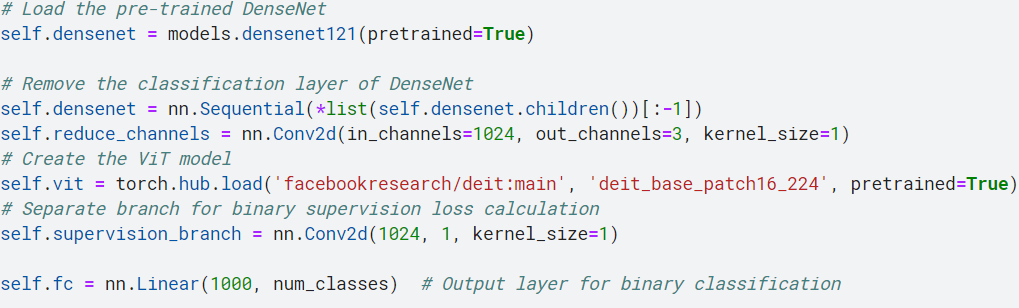 # Load the pre-trained DenseNet
self.densenet = models.densenet121(pretrained=True)
# Remove the classification layer of DenseNet
self.densenet = nn.Sequential(*list(self.densenet.children())[:-1])
self.reduce_channels = nn.Conv2d(in_channels=1024, out_channels=3, kernel_size=1)
# Create the ViT model
self.vit = torch.hub.load('facebookresearch/deit:main', 'deit_base_patch16_224', pretrained=True)
# Separate branch for binary supervision loss calculation
self.supervision_branch = nn.Conv2d(1024, 1, kernel_size=1)
self.fc = nn.Linear(1000, num_classes)  # Output layer for binary classification